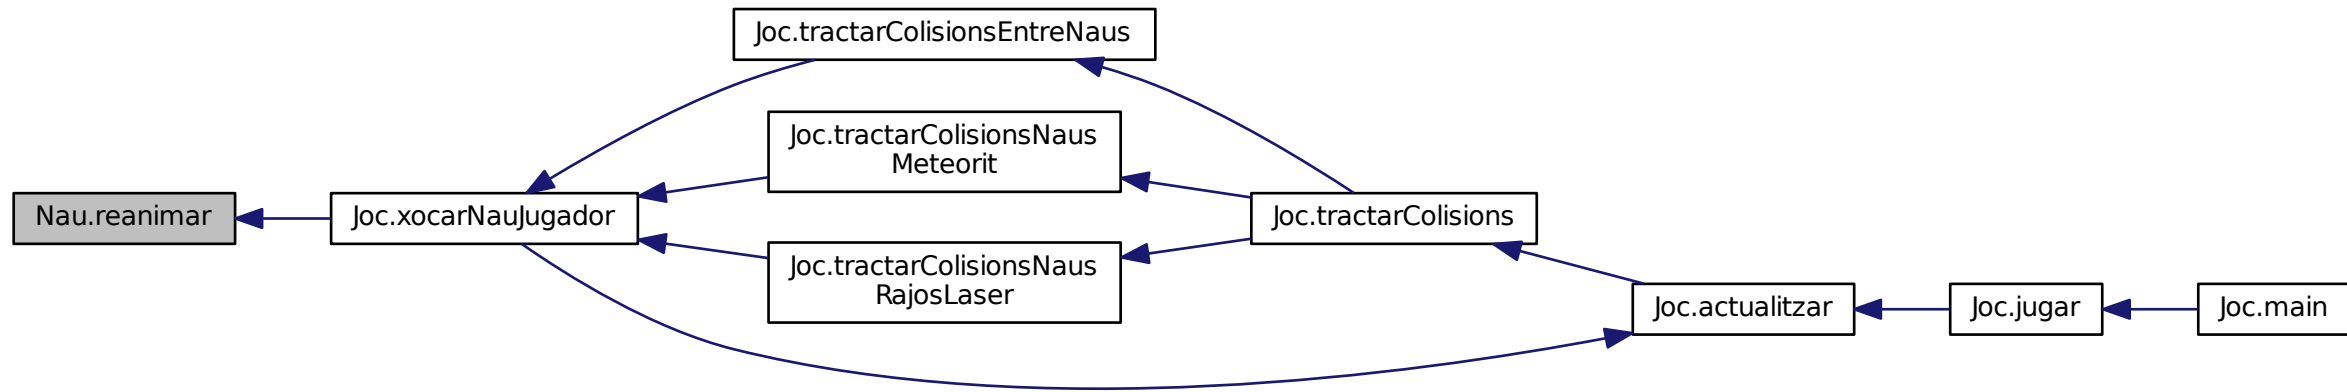 Joc.tractarColisionsEntreNaus
Joc.tractarColisionsNaus
Meteorit
Nau.reanimar
Joc.xocarNauJugador
Joc.tractarColisions
Joc.tractarColisionsNaus
RajosLaser
Joc.actualitzar
Joc.jugar
Joc.main